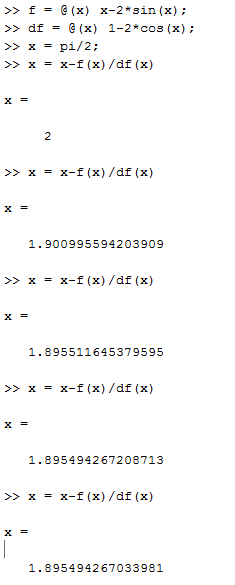 >> f = @(x) x-2*sin(x);
>> df = @(x) 1-2*cos(x);
>> x = pi/2;
>> x = x-f(x)/df(x)
x =
2
>> x = x-f(x)/df(x)
x =
1.900995594203909
>> x = x-f(x)/df(x)
x =
1.895511645379595
>> x = x-f(x)/df(x)
x =
1.895494267208713
>> x = x-f(x)/df(x)
x =
1.895494267033981